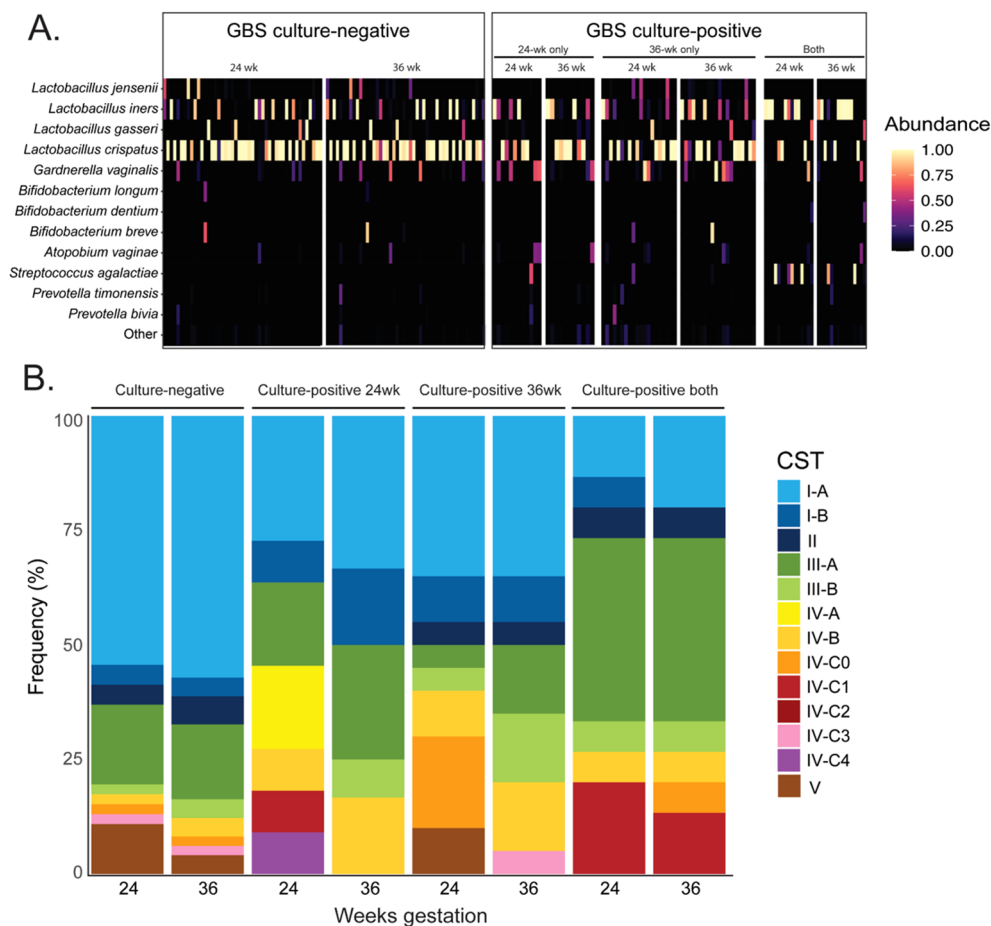 A.
GBS culture-negative
GBS culture-positive
24-wk only
36-wk only
Both
24 wk
36 wk
24 wk
36 wk
24 wk
36 wk
24 wk
36 wk
Lactobacillus jensenii
Lactobacillus iners
Lactobacillus gasseri
Lactobacillus crispatus
Gardnerella vaginalis
Bifidobacterium longum
Bifidobacterium dentium
Bifidobacterium breve
Atopobium vaginae
Streptococcus agalactiae
Prevotella timonensis
Prevotella bivia
Other
Abundance
1.00
0.75
0.50
0.25
0.00
B.
Culture-negative
Culture-positive 24wk
Culture-positive 36wk
Culture-positive both
Frequency (%)
100
75
50
25
0
24
36
24
36
24
36
24
36
Weeks gestation
CST
I-A
I-B
II
III-A
III-B
IV-A
IV-B
IV-C0
IV-C1
IV-C2
IV-C3
IV-C4
V